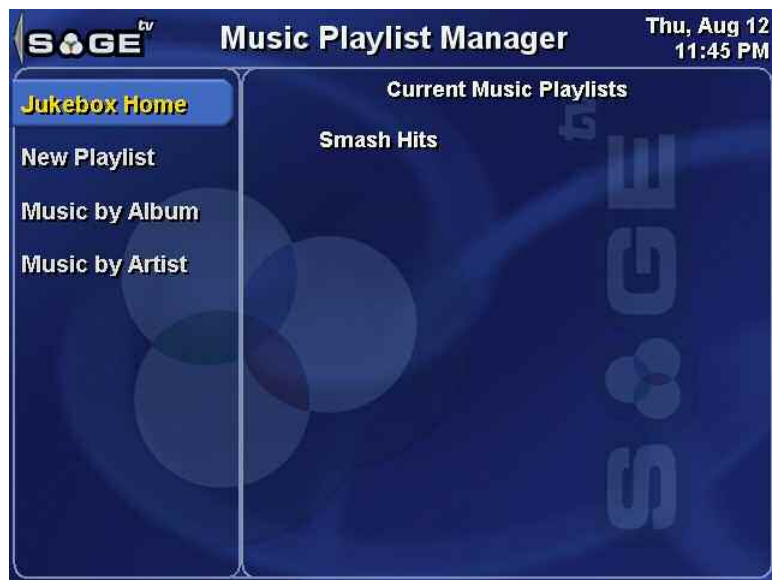 SAGE tv
Music Playlist Manager
Thu, Aug 12
11:45 PM
Jukebox Home
New Playlist
Music by Album
Music by Artist
Current Music Playlists
Smash Hits
SAGE tv